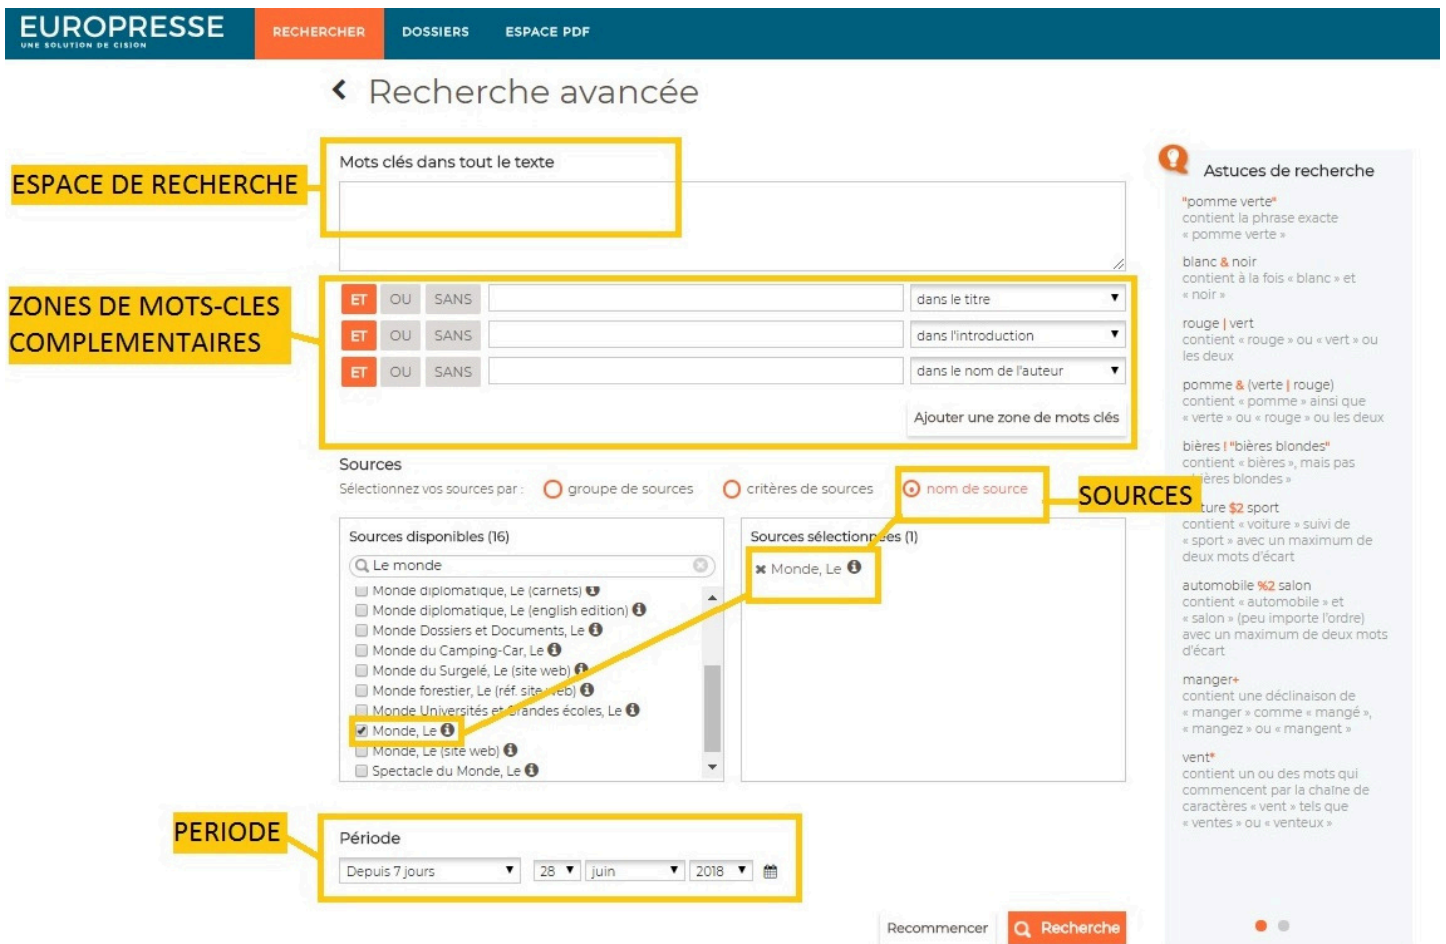 EUROPRESSE
UNE SOLUTION DE CISION
RECHERCHER
DOSSIERS
ESPACE PDF
Recherche avancée
ESPACE DE RECHERCHE
Mots clés dans tout le texte
ZONES DE MOTS-CLES
COMPLEMENTAIRES
ET OU SANS dans le titre
ET OU SANS dans l'introduction
ET OU SANS dans le nom de l'auteur
Ajouter une zone de mots clés
Sources
Sélectionnez vos sources par : groupe de sources critères de sources nom de source
SOURCES
Sources disponibles (16)
Le monde
Monde diplomatique, Le (carnets)
Monde diplomatique, Le (english edition)
Monde Dossiers et Documents, Le
Monde du Camping-Car, Le
Monde du Surgelé, Le (site web)
Monde forestier, Le (réf. site web)
Monde Universités et Grandes écoles, Le
Monde, Le
Monde, Le (site web)
Spectacle du Monde, Le
Sources sélectionnées (1)
Monde, Le
PERIODE
Période
Depuis 7 jours 28 juin 2018
Recommencer
Recherche
Astuces de recherche
"pomme verte"
contient la phrase exacte
« pomme verte »
blanc & noir
contient à la fois « blanc » et
« noir »
rouge | vert
contient « rouge » ou « vert » ou
les deux
pomme & (verte | rouge)
contient « pomme » ainsi que
« verte » ou « rouge » ou les deux
bières ! "bières blondes"
contient « bières », mais pas
ières blondes »
ture $2 sport
contient « voiture » suivi de
« sport » avec un maximum de
deux mots d'écart
automobile %2 salon
contient « automobile » et
« salon » (peu importe l'ordre)
avec un maximum de deux mots
d'écart
manger+
contient une déclinaison de
« manger » comme « mangé »,
« mangez » ou « mangent »
vent*
contient un ou des mots qui
commencent par la chaîne de
caractères « vent » tels que
« ventes » ou « venteux »